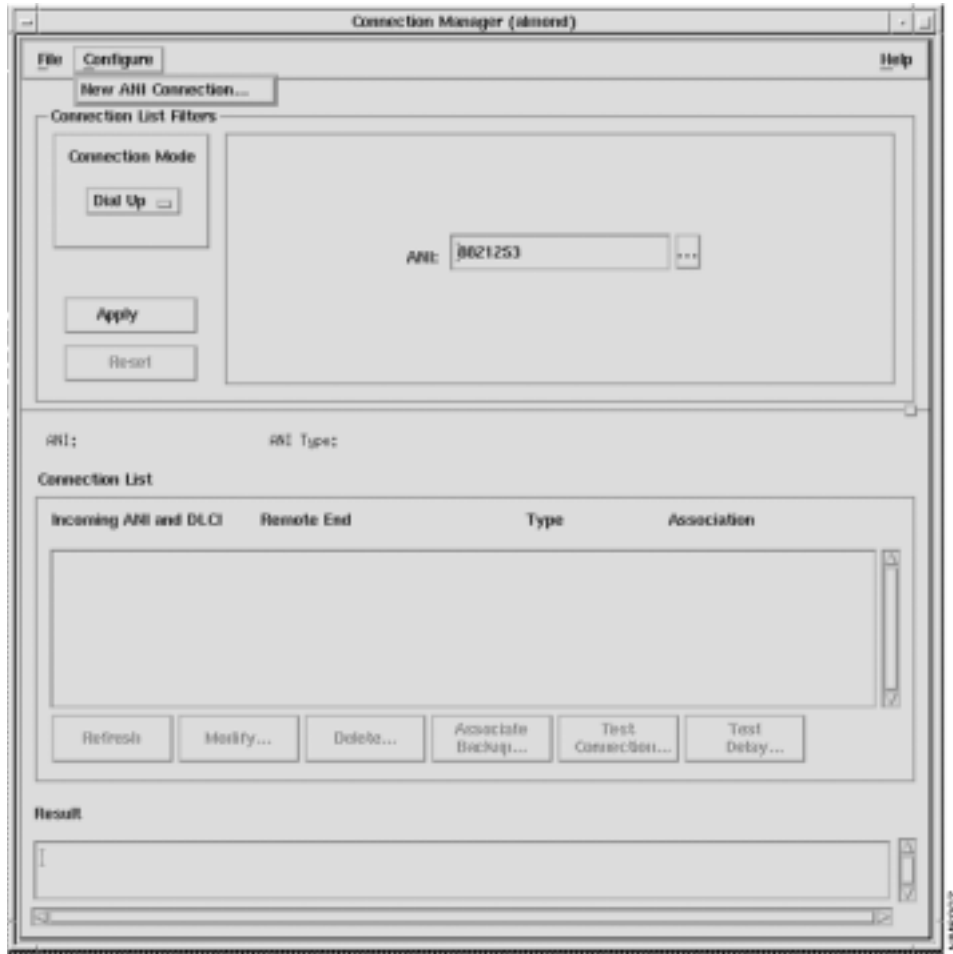 Connection Manager (almond)
File Configure Help
New ANI Connection...
Connection List Filters
Connection Mode
Dial Up
ANI: 8021253 ...
Apply
Reset
ANI: ANI Type:
Connection List
Incoming ANI and DLCI Remote End Type Association
Refresh Modify... Delete... Associate Backup... Test Connection... Test Delay...
Result